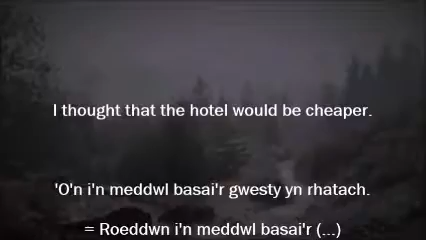 I thought that the hotel would be cheaper.
'O'n i'n meddwl basai'r gwesty yn rhatach.
= Roeddwn i'n meddwl basai'r (...)